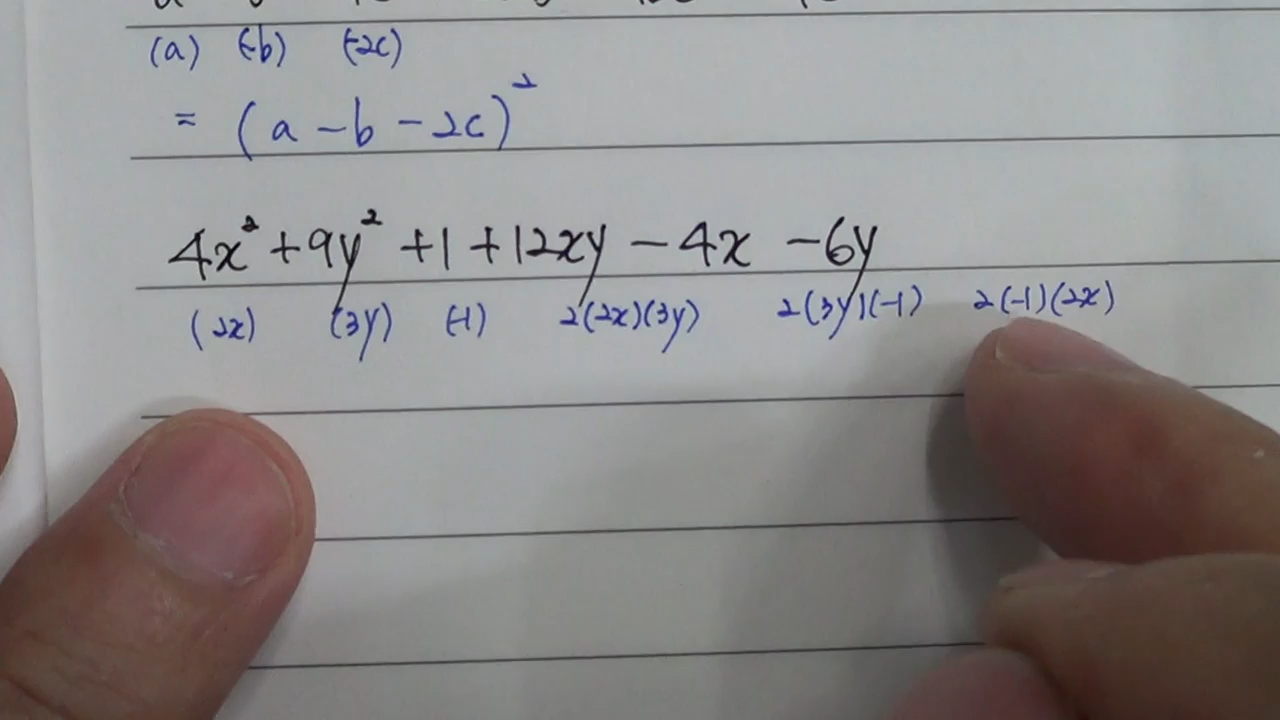 (a) (-b) (-2c)
= (a - b - 2c)²
4x² + 9y² + 1 + 12xy - 4x - 6y
(2x) (3y) (-1) 2(2x)(3y) 2(3y)(-1) 2(-1)(2x)